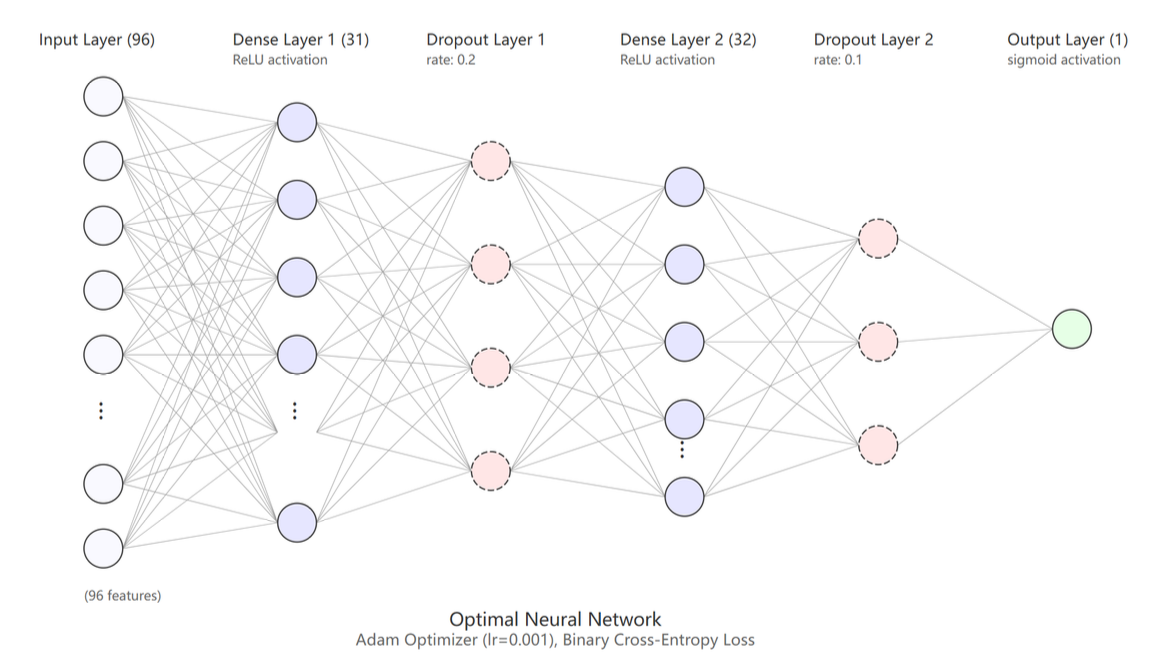 Input Layer (96)
Dense Layer 1 (31)
ReLU activation
Dropout Layer 1
rate: 0.2
Dense Layer 2 (32)
ReLU activation
Dropout Layer 2
rate: 0.1
Output Layer (1)
sigmoid activation
(96 features)
Optimal Neural Network
Adam Optimizer (lr=0.001), Binary Cross-Entropy Loss